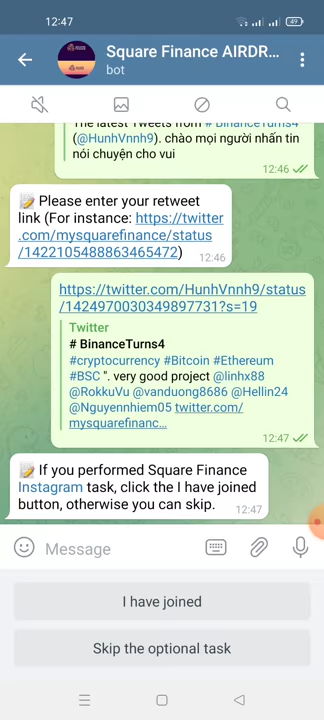 12:47
49
Square Finance AIRDR...
bot
The latest Tweets from # BinanceTurns4
(@HunhVnnh9). chào mọi người nhấn tin
nói chuyện cho vui
12:46
📝 Please enter your retweet
link (For instance: https://twitter
.com/mysquarefinance/status
/1422105488863465472)
12:46
https://twitter.com/HunhVnnh9/status
/1424970030349897731?s=19
Twitter
# BinanceTurns4
#cryptocurrency #Bitcoin #Ethereum
#BSC ". very good project @linhx88
@RokkuVu @vanduong8686 @Hellin24
@Nguyennhiem05 twitter.com/
mysquarefinanc...
12:47
📝 If you performed Square Finance
Instagram task, click the I have joined
button, otherwise you can skip.
12:47
Message
I have joined
Skip the optional task